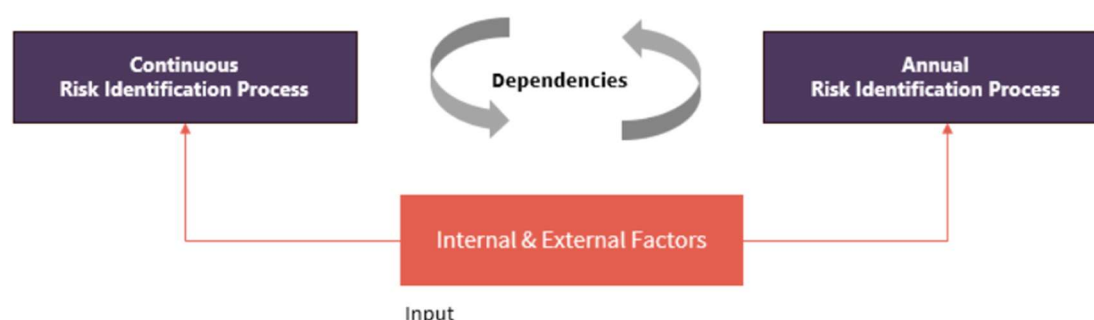 Continuous
Risk Identification Process
Dependencies
Annual
Risk Identification Process
Internal & External Factors
Input